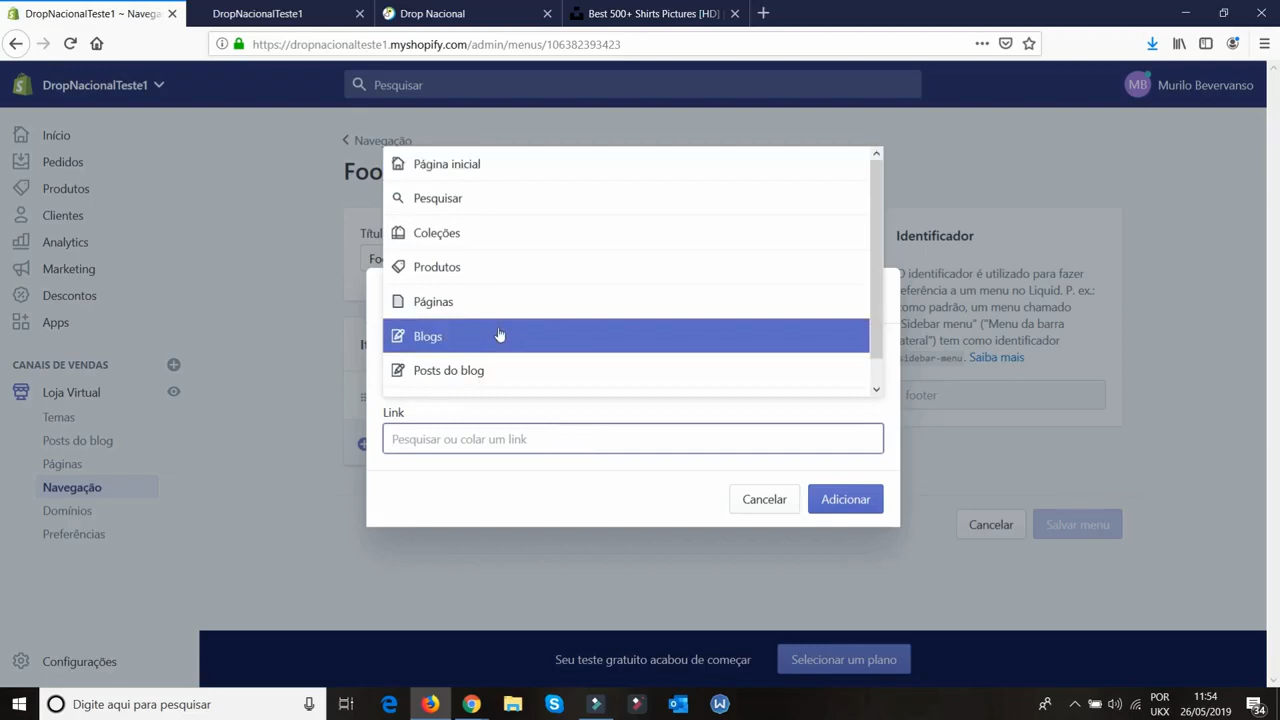 DropNacionalTeste1 ~ Navega
DropNacionalTeste1
Drop Nacional
Best 500+ Shirts Pictures [HD] |
https://dropnacionalteste1.myshopify.com/admin/menus/106382393423
DropNacionalTeste1
Pesquisar
MB
Murilo Bevervanso
Início
Pedidos
Produtos
Clientes
Analytics
Marketing
Descontos
Apps
CANAIS DE VENDAS
Loja Virtual
Temas
Posts do blog
Páginas
Navegação
Domínios
Preferências
Configurações
Navegação
Foo
Títu
Foo
It
Página inicial
Pesquisar
Coleções
Produtos
Páginas
Blogs
Posts do blog
Link
Pesquisar ou colar um link
Cancelar
Adicionar
Identificador
O identificador é utilizado para fazer
referência a um menu no Liquid. P. ex.:
como padrão, um menu chamado
"Sidebar menu" ("Menu da barra
lateral") tem como identificador
sidebar-menu. Saiba mais
footer
Cancelar
Salvar menu
Seu teste gratuito acabou de começar
Selecionar um plano
Digite aqui para pesquisar
POR
UKX
11:54
26/05/2019
34